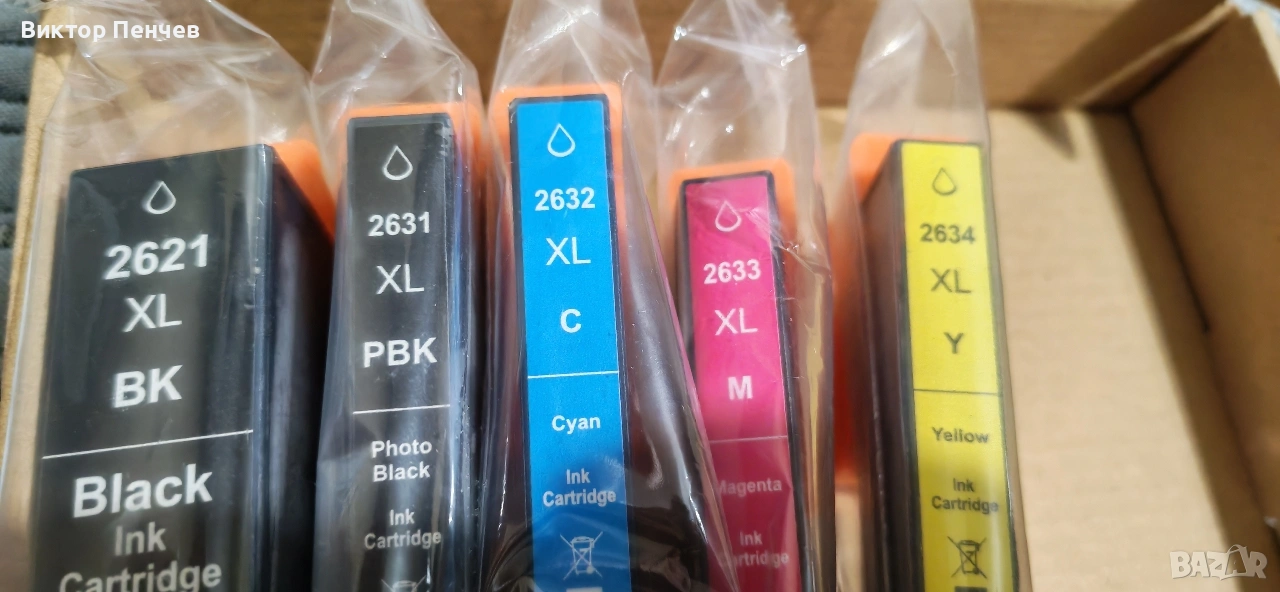 Виктор Пенчев
2621
XL
BK
Black
Ink
Cartridge
2631
XL
PBK
Photo
Black
Ink
Cartridge
2632
XL
C
Cyan
Ink
Cartridge
2633
XL
M
Magenta
Ink
Cartridge
2634
XL
Y
Yellow
Ink
Cartridge
BAZAR